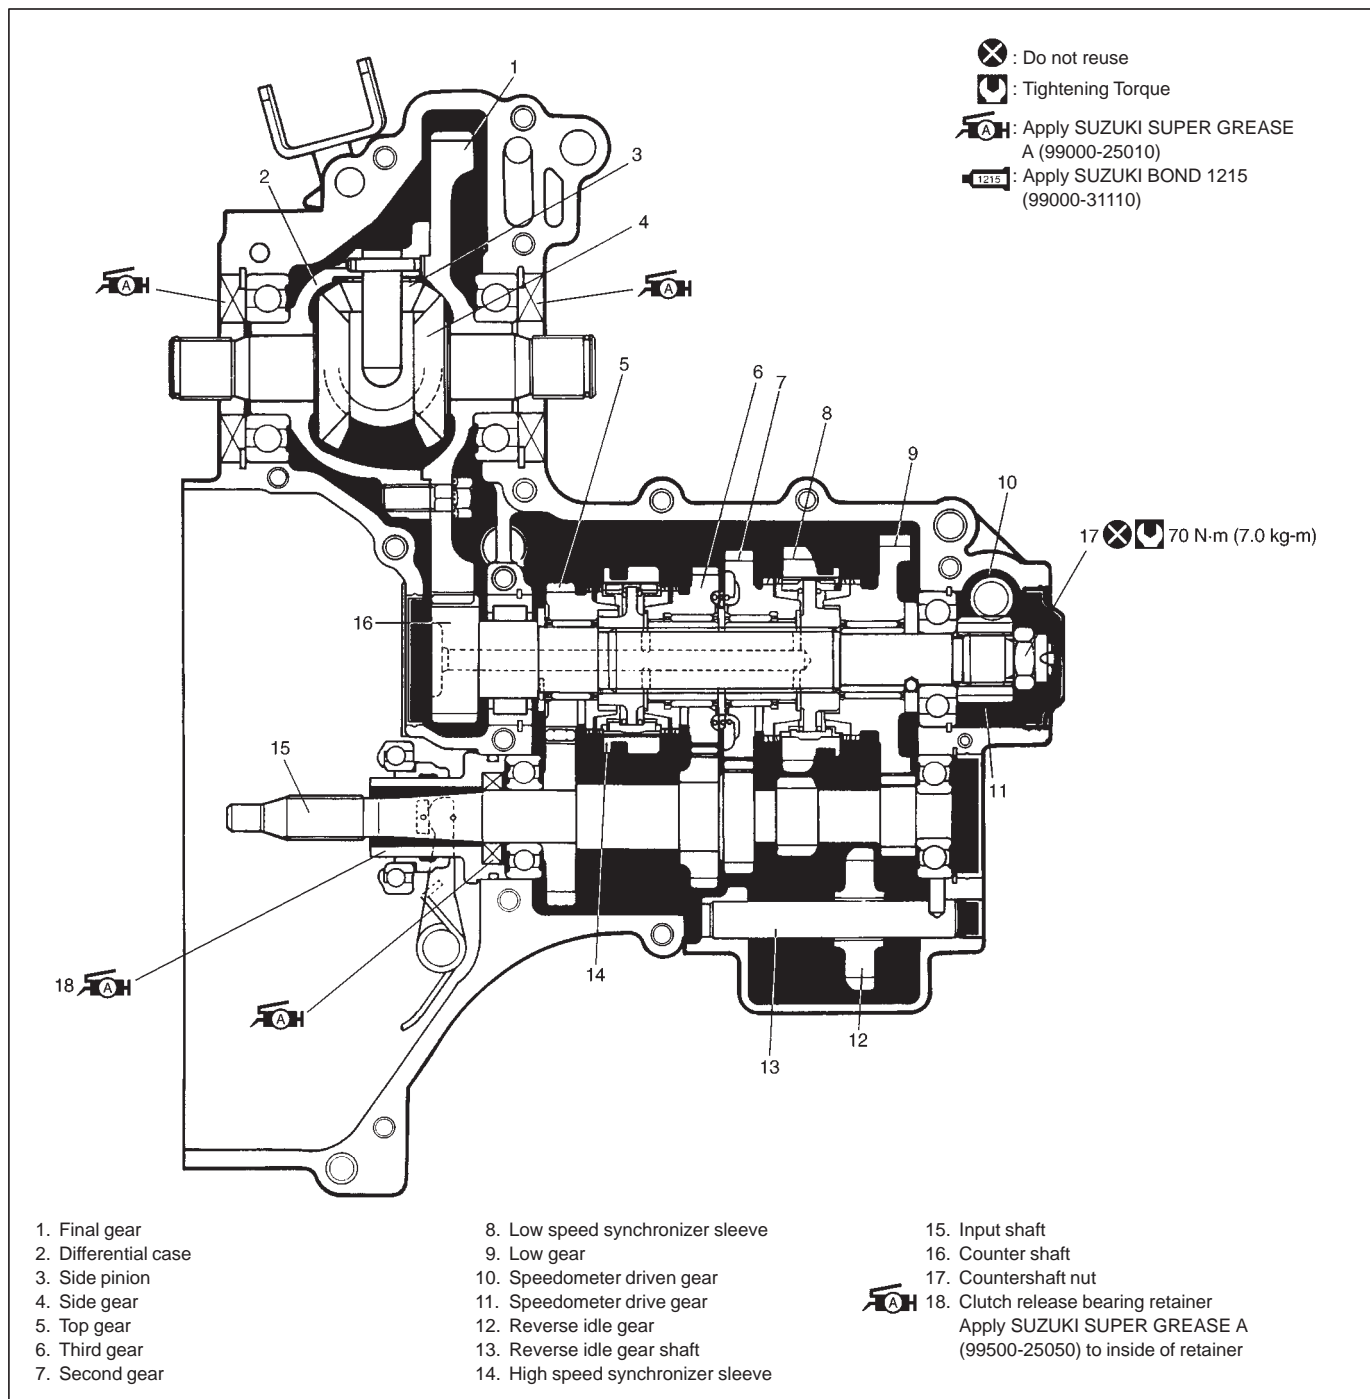 : Do not reuse
: Tightening Torque
A : Apply SUZUKI SUPER GREASE
A (99000-25010)
1215 : Apply SUZUKI BOND 1215
(99000-31110)
1
2
3
4
A
A
5
6
7
8
9
10
17 70 N·m (7.0 kg-m)
16
15
11
18 A
A
14
13
12
1. Final gear
2. Differential case
3. Side pinion
4. Side gear
5. Top gear
6. Third gear
7. Second gear
8. Low speed synchronizer sleeve
9. Low gear
10. Speedometer driven gear
11. Speedometer drive gear
12. Reverse idle gear
13. Reverse idle gear shaft
14. High speed synchronizer sleeve
15. Input shaft
16. Counter shaft
17. Countershaft nut
A 18. Clutch release bearing retainer
Apply SUZUKI SUPER GREASE A
(99500-25050) to inside of retainer